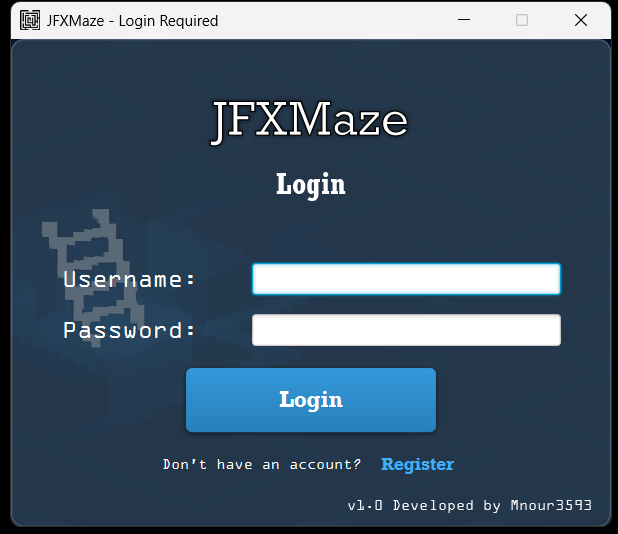 JFXMaze - Login Required
JFXMaze
Login
Username:
Password:
Login
Don't have an account? Register
v1.0 Developed by Mnour3593